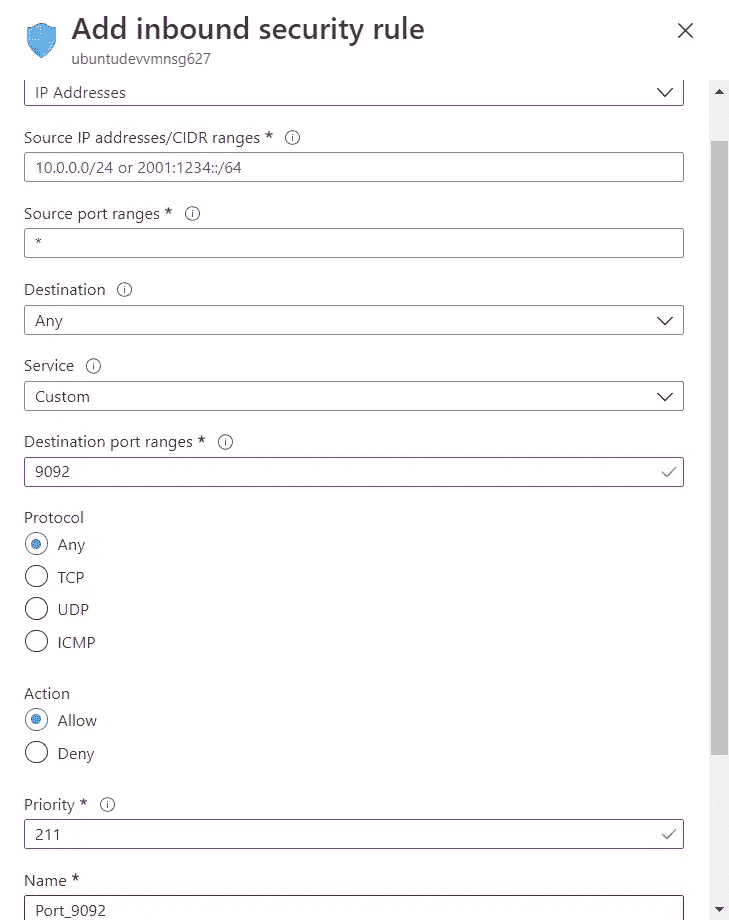 Add inbound security rule
ubuntudevvmnsg627
IP Addresses
Source IP addresses/CIDR ranges *
10.0.0.0/24 or 2001:1234::/64
Source port ranges *
*
Destination
Any
Service
Custom
Destination port ranges *
9092
Protocol
Any
TCP
UDP
ICMP
Action
Allow
Deny
Priority *
211
Name *
Port_9092